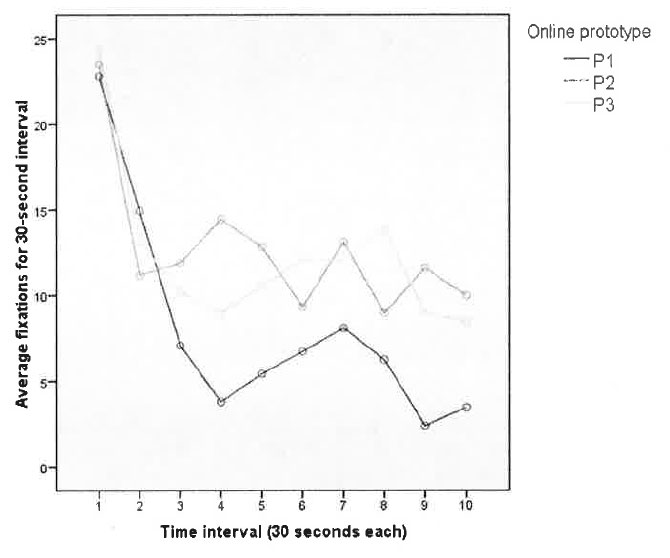 Online prototype
P1
P2
P3
Average fixations for 30-second interval
25
20
15
10
5
0
1 2 3 4 5 6 7 8 9 10
Time interval (30 seconds each)